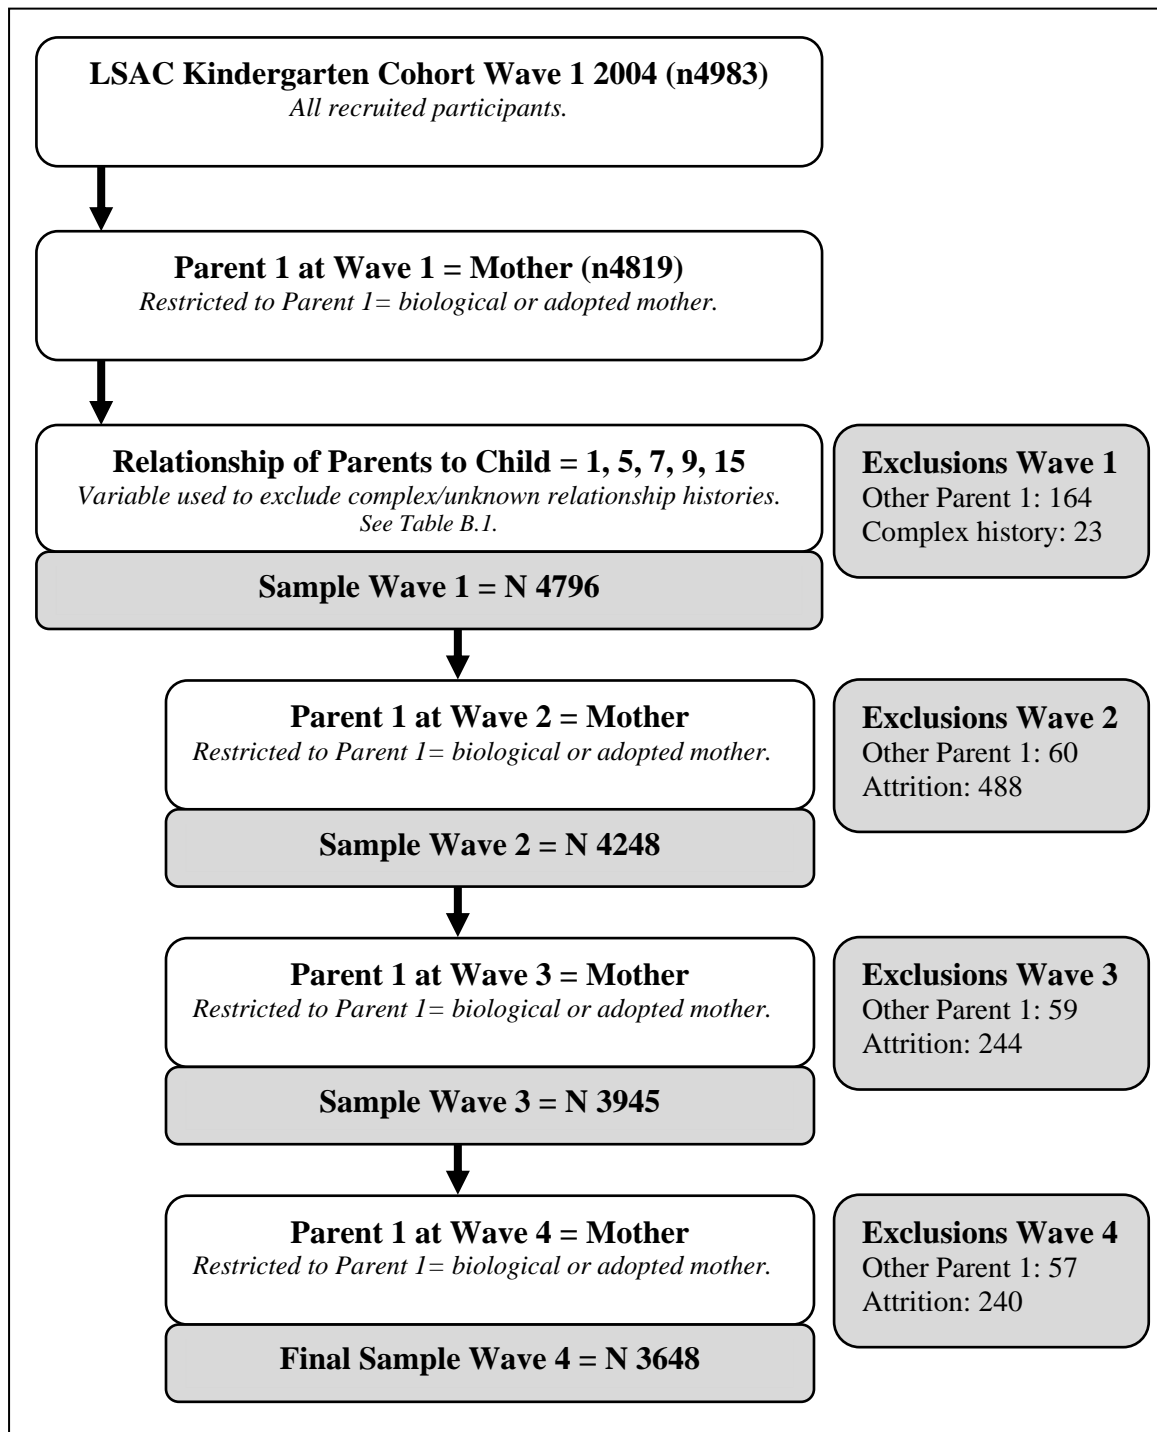 LSAC Kindergarten Cohort Wave 1 2004 (n4983)
All recruited participants.
Parent 1 at Wave 1 = Mother (n4819)
Restricted to Parent 1= biological or adopted mother.
Relationship of Parents to Child = 1, 5, 7, 9, 15
Variable used to exclude complex/unknown relationship histories.
See Table B.1.
Sample Wave 1 = N 4796
Exclusions Wave 1
Other Parent 1: 164
Complex history: 23
Parent 1 at Wave 2 = Mother
Restricted to Parent 1= biological or adopted mother.
Sample Wave 2 = N 4248
Exclusions Wave 2
Other Parent 1: 60
Attrition: 488
Parent 1 at Wave 3 = Mother
Restricted to Parent 1= biological or adopted mother.
Sample Wave 3 = N 3945
Exclusions Wave 3
Other Parent 1: 59
Attrition: 244
Parent 1 at Wave 4 = Mother
Restricted to Parent 1= biological or adopted mother.
Final Sample Wave 4 = N 3648
Exclusions Wave 4
Other Parent 1: 57
Attrition: 240